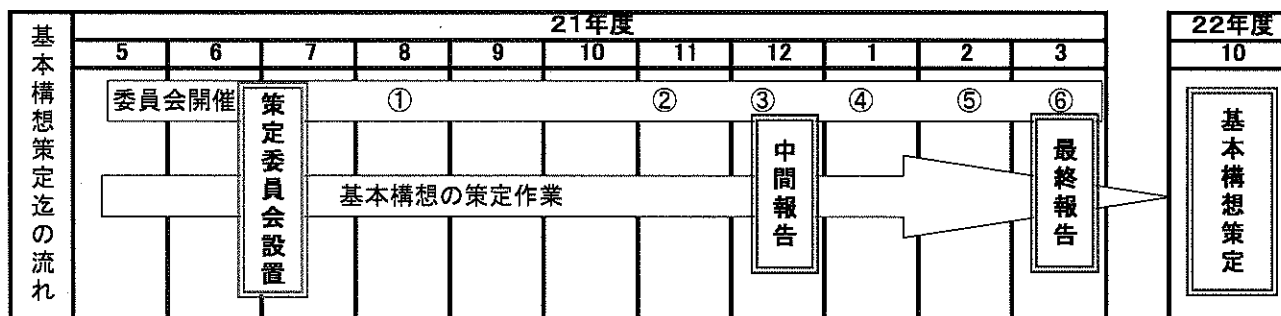 基本構想策定迄の流れ
21年度
22年度
5 6 7 8 9 10 11 12 1 2 3
10
委員会開催 ① ② ③ ④ ⑤ ⑥
策定委員会設置
基本構想の策定作業
中間報告
最終報告
基本構想策定